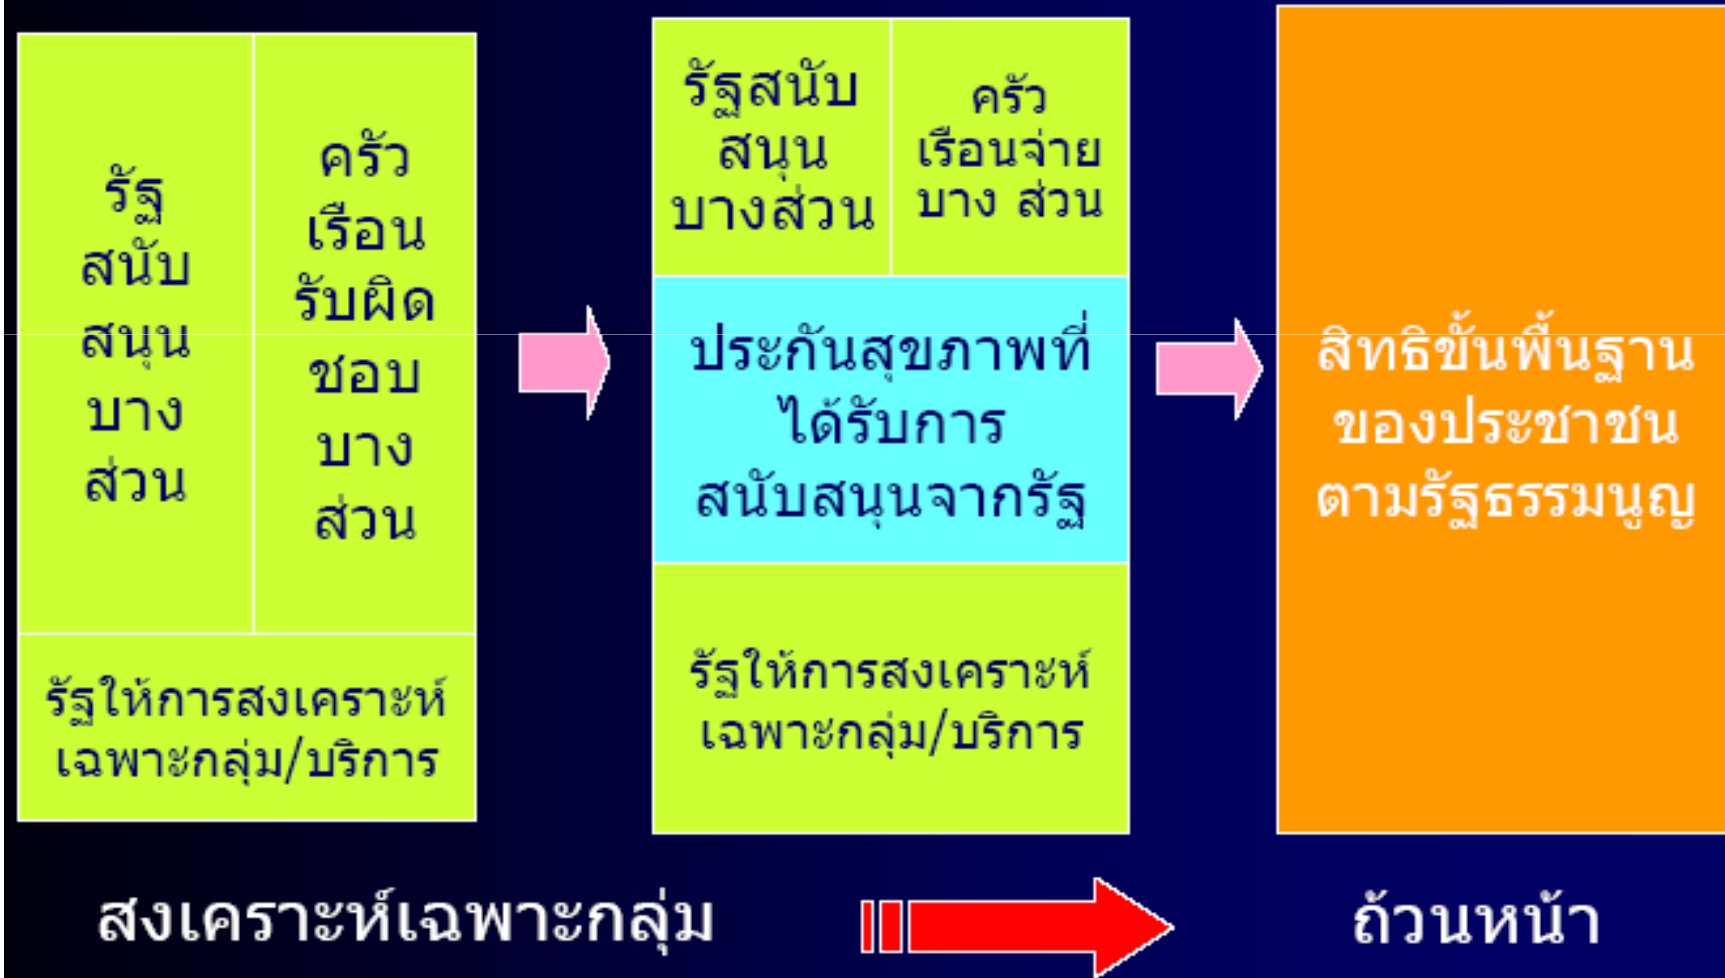 รัฐ
สนับ
สนุน
บาง
ส่วน
ครัว
เรือน
รับผิด
ชอบ
บาง
ส่วน
รัฐให้การสงเคราะห์
เฉพาะกลุ่ม/บริการ
รัฐสนับ
สนุน
บางส่วน
ครัว
เรือนจ่าย
บาง ส่วน
ประกันสุขภาพที่
ได้รับการ
สนับสนุนจากรัฐ
รัฐให้การสงเคราะห์
เฉพาะกลุ่ม/บริการ
สิทธิขั้นพื้นฐาน
ของประชาชน
ตามรัฐธรรมนูญ
สงเคราะห์เฉพาะกลุ่ม
ถ้วนหน้า